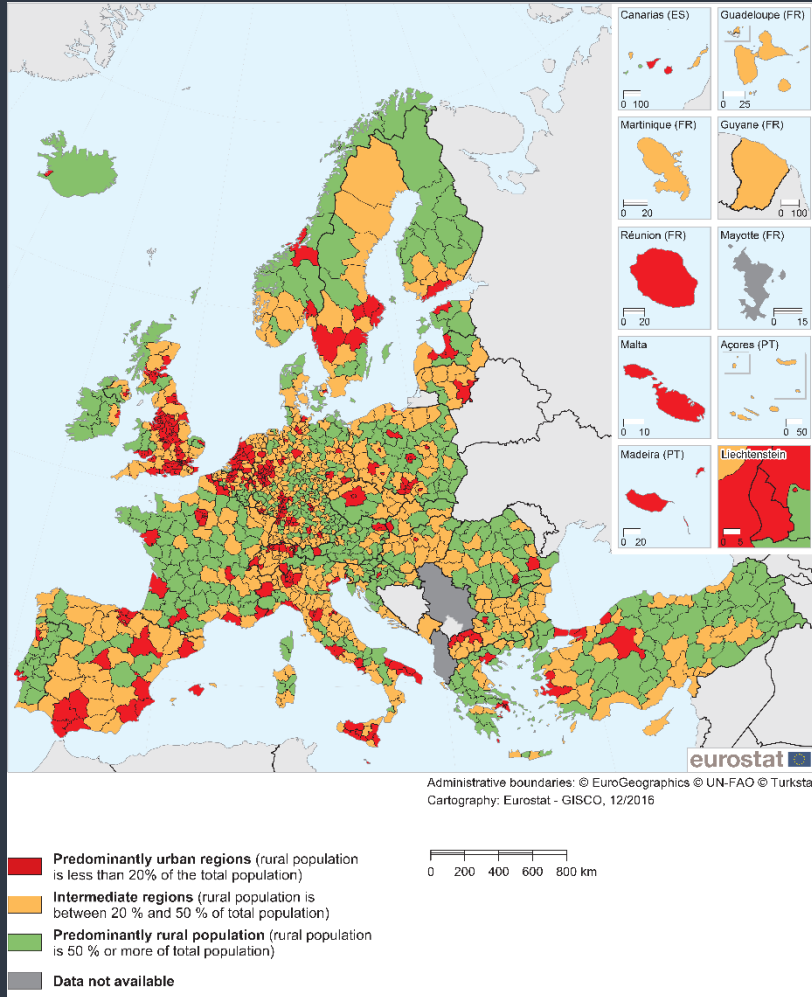 Canarias (ES)
0 100
Guadeloupe (FR)
0 25
Martinique (FR)
0 20
Guyane (FR)
0 100
Réunion (FR)
0 20
Mayotte (FR)
0 15
Malta
0 10
Açores (PT)
0 50
Madeira (PT)
0 20
Liechtenstein
0 5
eurostat
Administrative boundaries: © EuroGeographics © UN-FAO © Turksta
Cartography: Eurostat - GISCO, 12/2016
0 200 400 600 800 km
Predominantly urban regions (rural population
is less than 20% of the total population)
Intermediate regions (rural population is
between 20 % and 50 % of total population)
Predominantly rural population (rural population
is 50 % or more of total population)
Data not available